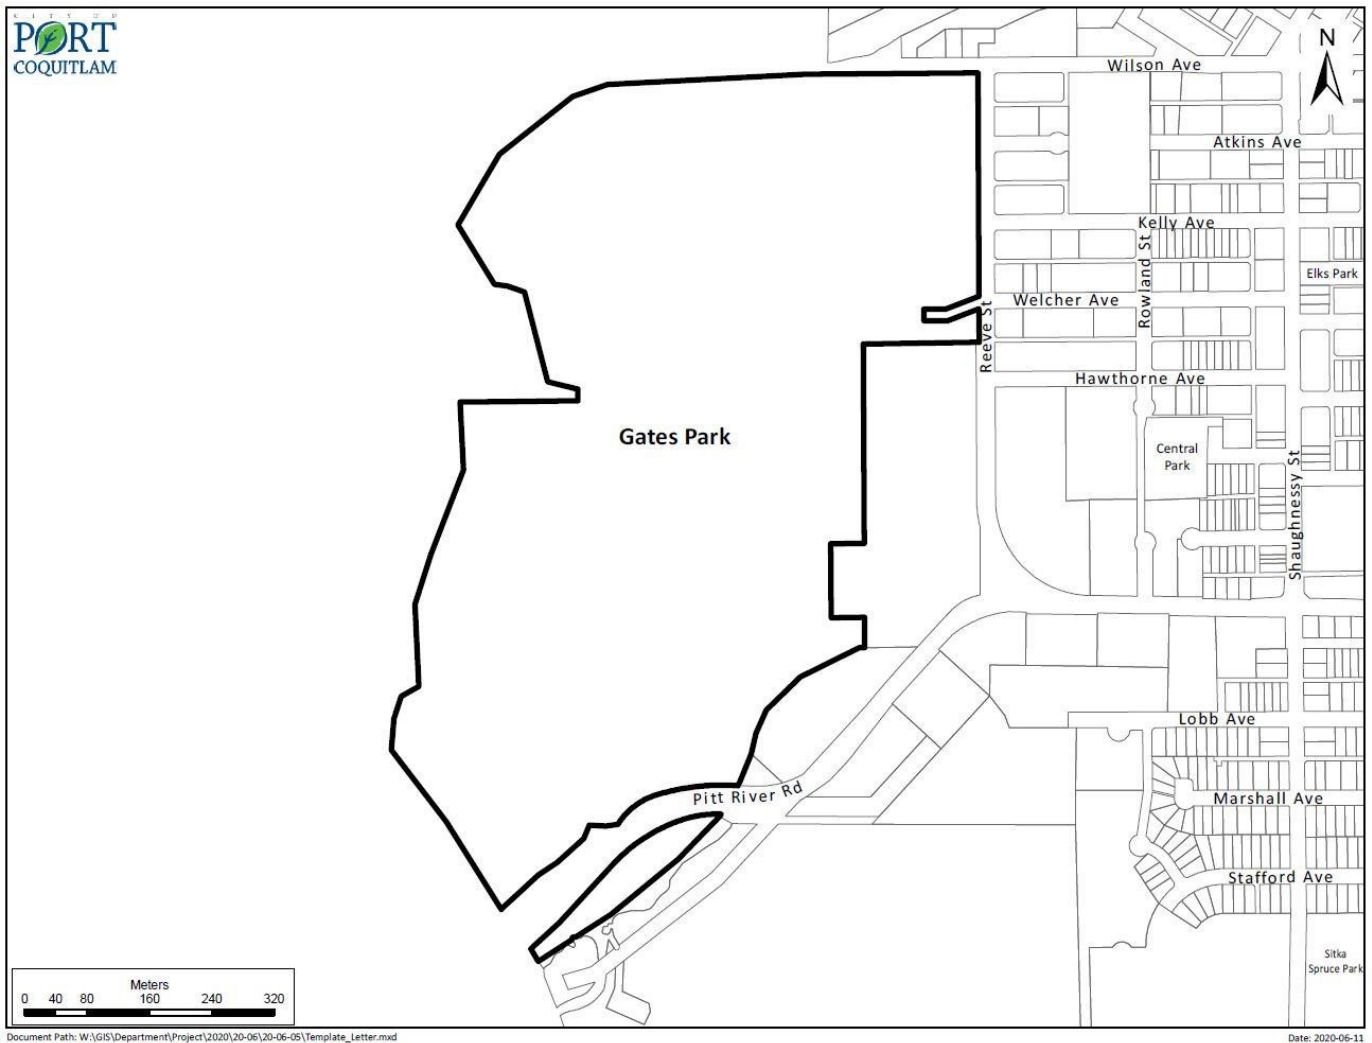 CITY OF
PORT
COQUITLAM
N
Wilson Ave
Atkins Ave
Kelly Ave
Rowland St
Elks Park
Welcher Ave
Reeve St
Hawthorne Ave
Gates Park
Central
Park
Shaughnessy St
Lobb Ave
Pitt River Rd
Marshall Ave
Stafford Ave
Sitka
Spruce Park
Meters
0 40 80 160 240 320
Document Path: W:\GIS\Department\Project\2020\20-06\20-06-05\Template_Letter.mxd
Date: 2020-06-11